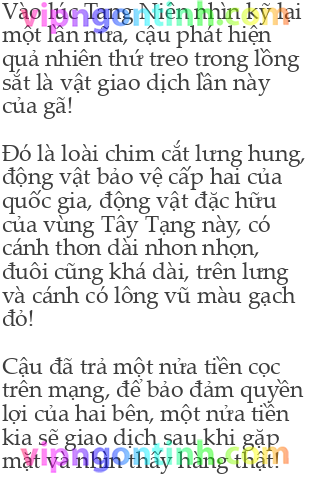 Vào lúc Tang Niên nhìn kỹ lại
một lần nữa, cậu phát hiện
quả nhiên thứ treo trong lồng
sắt là vật giao dịch lần này
của gã!
Đó là loài chim cắt lưng hung,
động vật bảo vệ cấp hai của
quốc gia, động vật đặc hữu
của vùng Tây Tạng này, có
cánh thon dài nhon nhọn,
đuôi cũng khá dài, trên lưng
và cánh có lông vũ màu gạch
đỏ!
Cậu đã trả một nửa tiền cọc
trên mạng, để bảo đảm quyền
lợi của hai bên, một nửa tiền
kia sẽ giao dịch sau khi gặp
mặt và nhìn thấy hàng thật!
vipngontinh.com
vipngontinh.com